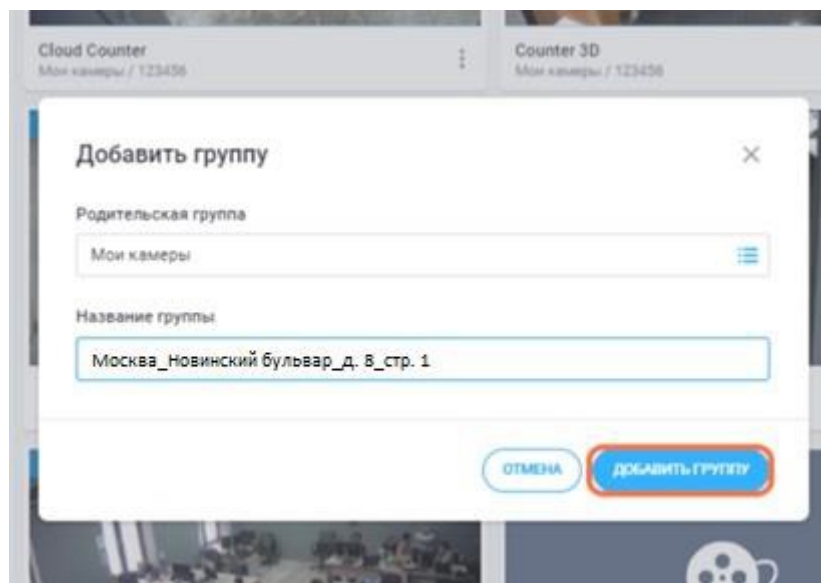 Cloud Counter
Мои камеры / 123456
Counter 3D
Мои камеры / 123456
Добавить группу
Родительская группа
Мои камеры
Название группы
Москва_Новинский бульвар_д. 8_стр. 1
ОТМЕНА
ДОБАВИТЬ ГРУППУ